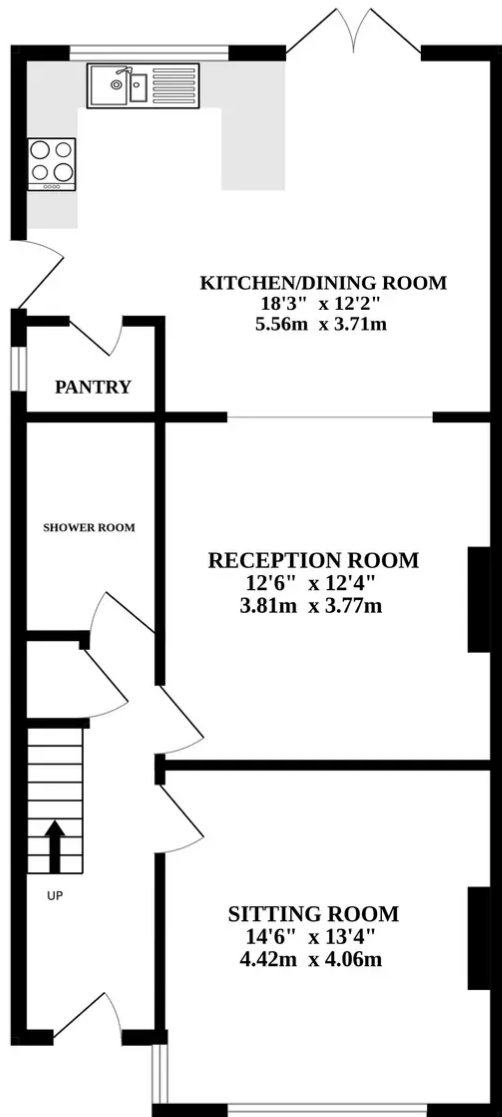 KITCHEN/DINING ROOM
18'3" x 12'2"
5.56m x 3.71m
PANTRY
SHOWER ROOM
RECEPTION ROOM
12'6" x 12'4"
3.81m x 3.77m
UP
SITTING ROOM
14'6" x 13'4"
4.42m x 4.06m